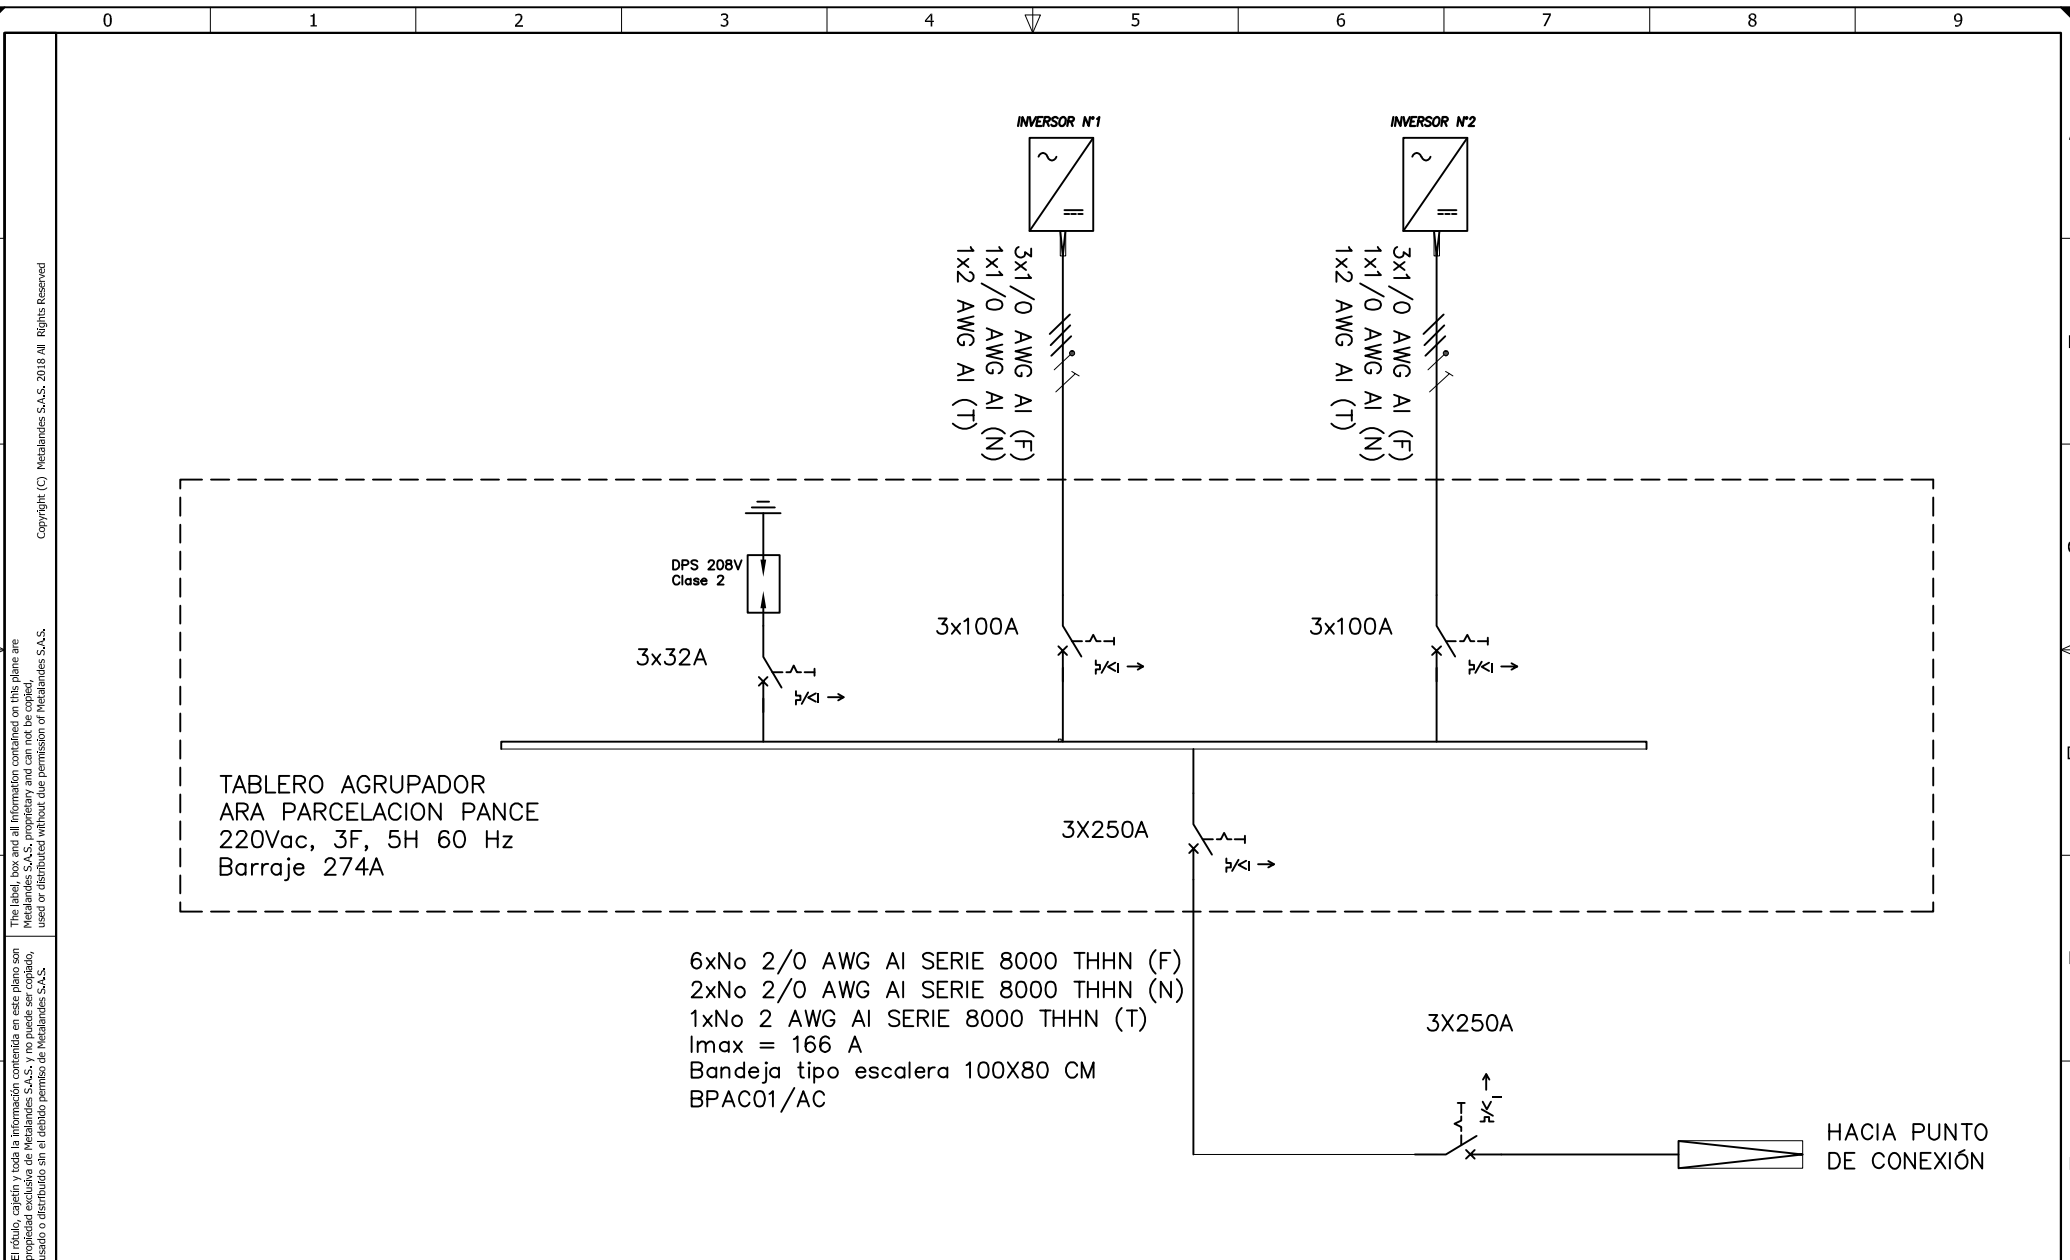 0 1 2 3 4 5 6 7 8 9
INVERSOR N°1
INVERSOR N°2
3x1/0 AWG Al (F)
1x1/0 AWG Al (N)
1x2 AWG Al (T)
3x1/0 AWG Al (F)
1x1/0 AWG Al (N)
1x2 AWG Al (T)
DPS 208V
Clase 2
3x32A
3x100A
3x100A
TABLERO AGRUPADOR
ARA PARCELACION PANCE
220Vac, 3F, 5H 60 Hz
Barraje 274A
3X250A
6xNo 2/0 AWG Al SERIE 8000 THHN (F)
2xNo 2/0 AWG Al SERIE 8000 THHN (N)
1xNo 2 AWG Al SERIE 8000 THHN (T)
Imax = 166 A
Bandeja tipo escalera 100X80 CM
BPAC01/AC
3X250A
HACIA PUNTO
DE CONEXIÓN
The label, box and all information contained on this plane are
Metalandes S.A.S. proprietary and can not be copied,
used or distributed without due permission of Metalandes S.A.S.
Copyright (C) Metalandes S.A.S. 2018 All Rights Reserved
El rótulo, cajetín y toda la información contenida en este plano son
propiedad exclusiva de Metalandes S.A.S. y no puede ser copiado,
usado o distribuido sin el debido permiso de Metalandes S.A.S.